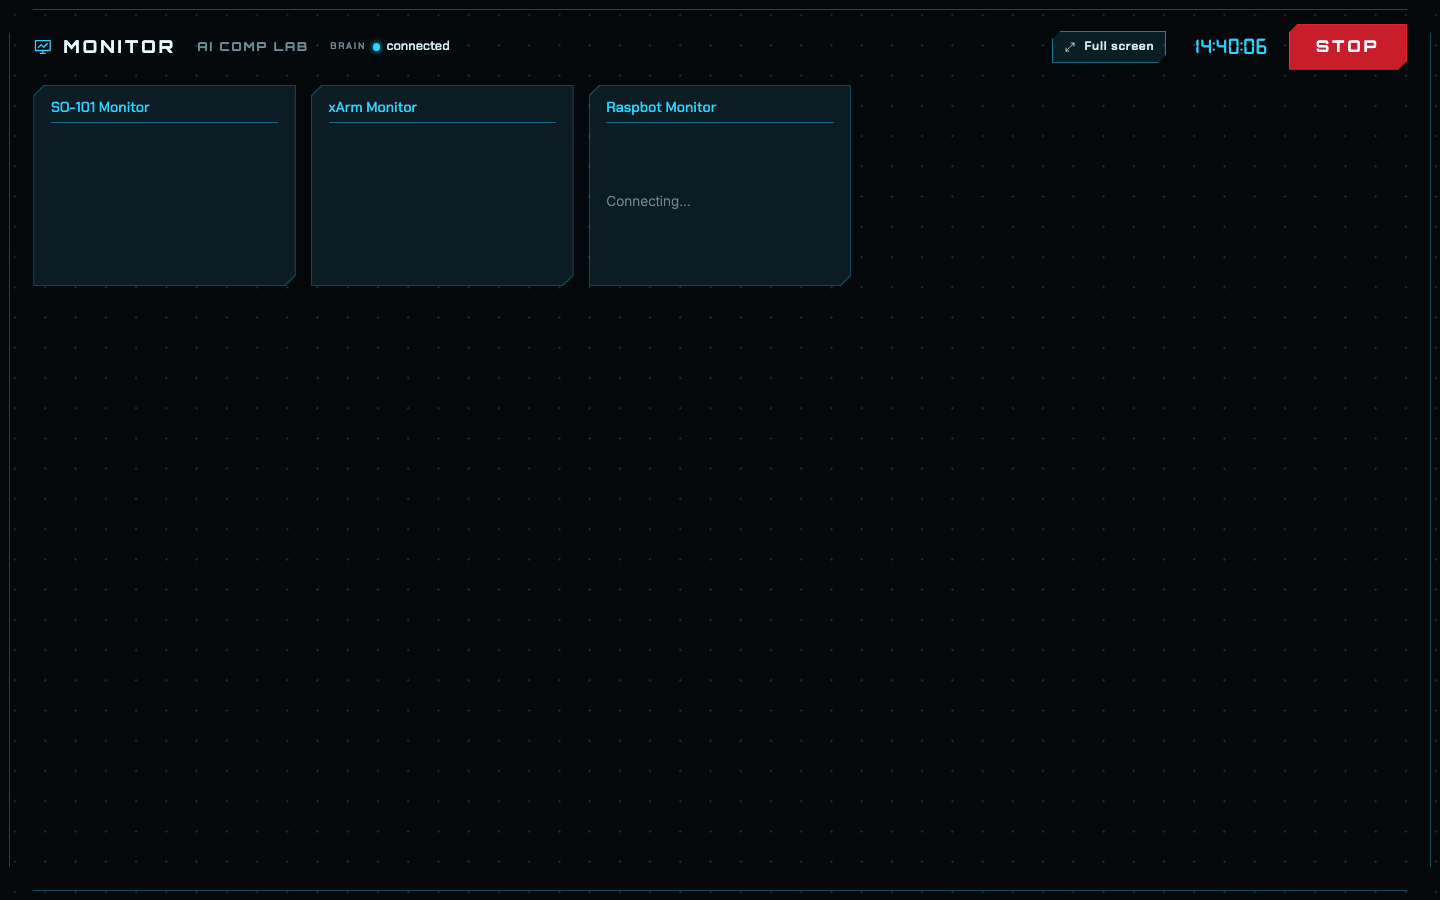 MONITOR AI COMP LAB BRAIN connected Full screen 14:40:06 STOP
SO-101 Monitor xArm Monitor Raspbot Monitor
Connecting...